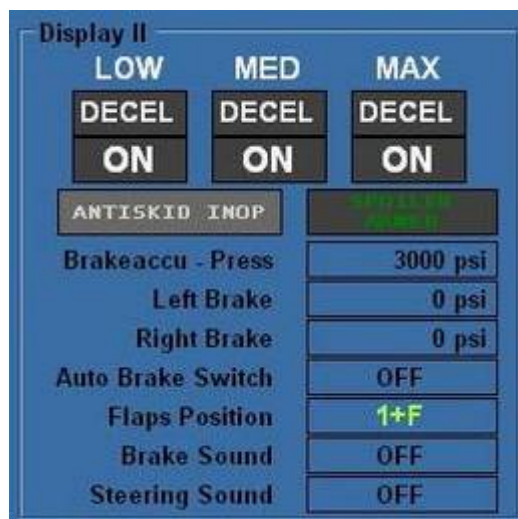 Display II
LOW MED MAX
DECEL DECEL DECEL
ON ON ON
ANTISKID INOP SPOILER
ARMED
Brakeaccu - Press 3000 psi
Left Brake 0 psi
Right Brake 0 psi
Auto Brake Switch OFF
Flaps Position 1+F
Brake Sound OFF
Steering Sound OFF